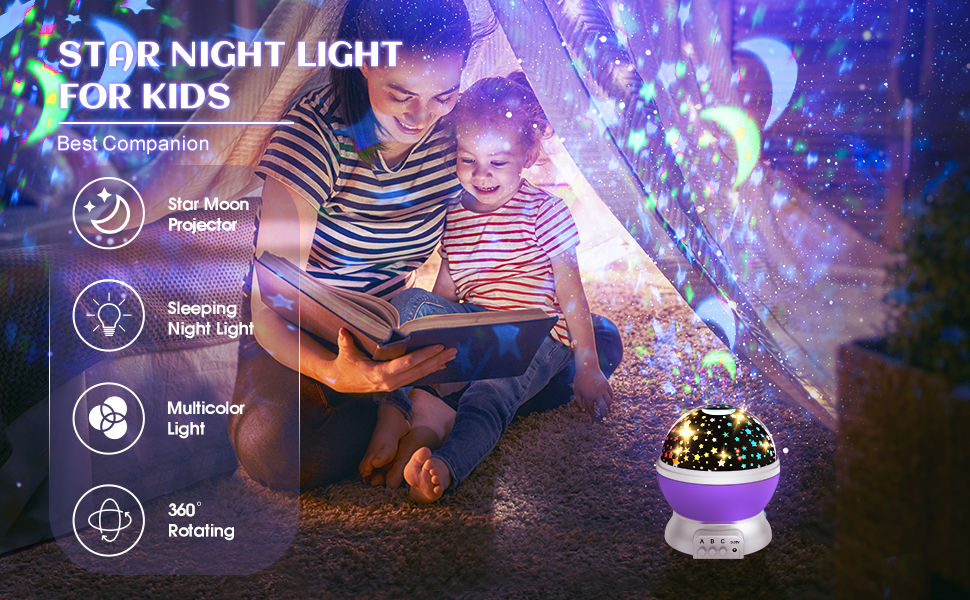 STAR NIGHT LIGHT
FOR KIDS
Best Companion
Star Moon
Projector
Sleeping
Night Light
Multicolor
Light
360°
Rotating
A B C